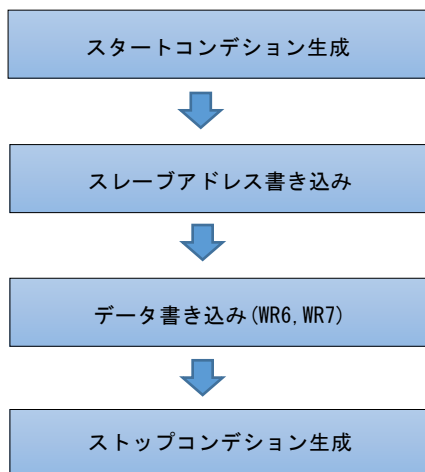 スタートコンデション生成
スレーブアドレス書き込み
データ書き込み(WR6,WR7)
ストップコンデション生成